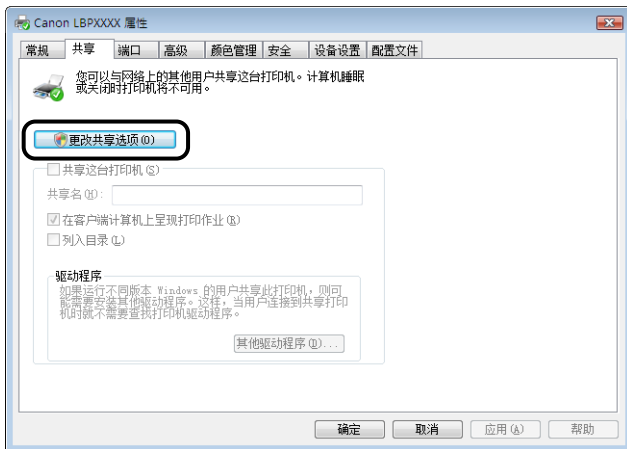 Canon LBPXXXX 属性
常规 共享 端口 高级 颜色管理 安全 设备设置 配置文件
您可以与网络上的其他用户共享这台打印机。计算机睡眠
或关闭时打印机将不可用。
更改共享选项(O)
共享这台打印机(S)
共享名(H):
在客户端计算机上呈现打印作业(R)
列入目录(L)
驱动程序
如果运行不同版本 Windows 的用户共享此打印机，则可
能需要安装其他驱动程序。这样，当用户连接到共享打印
机时就不需要查找打印机驱动程序。
其他驱动程序(D)...
确定 取消 应用(A) 帮助